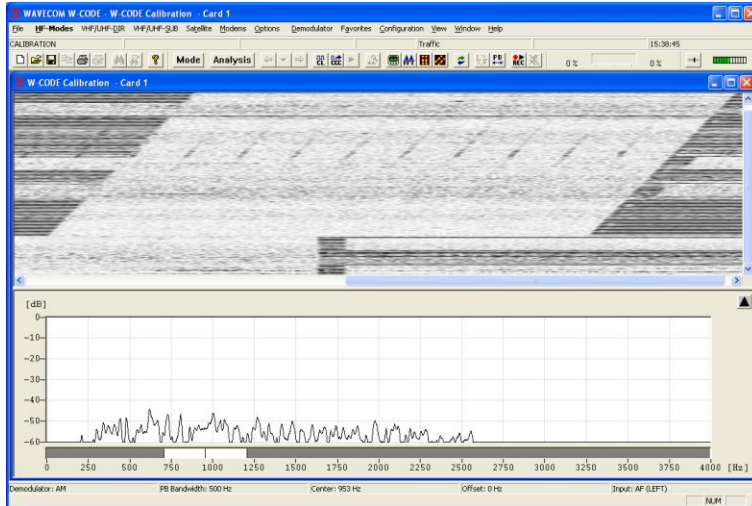 WAVECOM W-CODE - W-CODE Calibration - Card 1
File HF-Modes VHF/UHF-DIR VHF/UHF-SUB Satellite Modems Options Demodulator Favorites Configuration View Window Help
CALIBRATION Traffic 15:38:45
Mode Analysis REC 0 % 0 %
W-CODE Calibration - Card 1
[dB]
0
-10
-20
-30
-40
-50
-60
0 250 500 750 1000 1250 1500 1750 2000 2250 2500 2750 3000 3250 3500 3750 4000 [Hz]
Demodulator: AM PB Bandwidth: 500 Hz Center: 953 Hz Offset: 0 Hz Input: AF (LEFT)
NUM